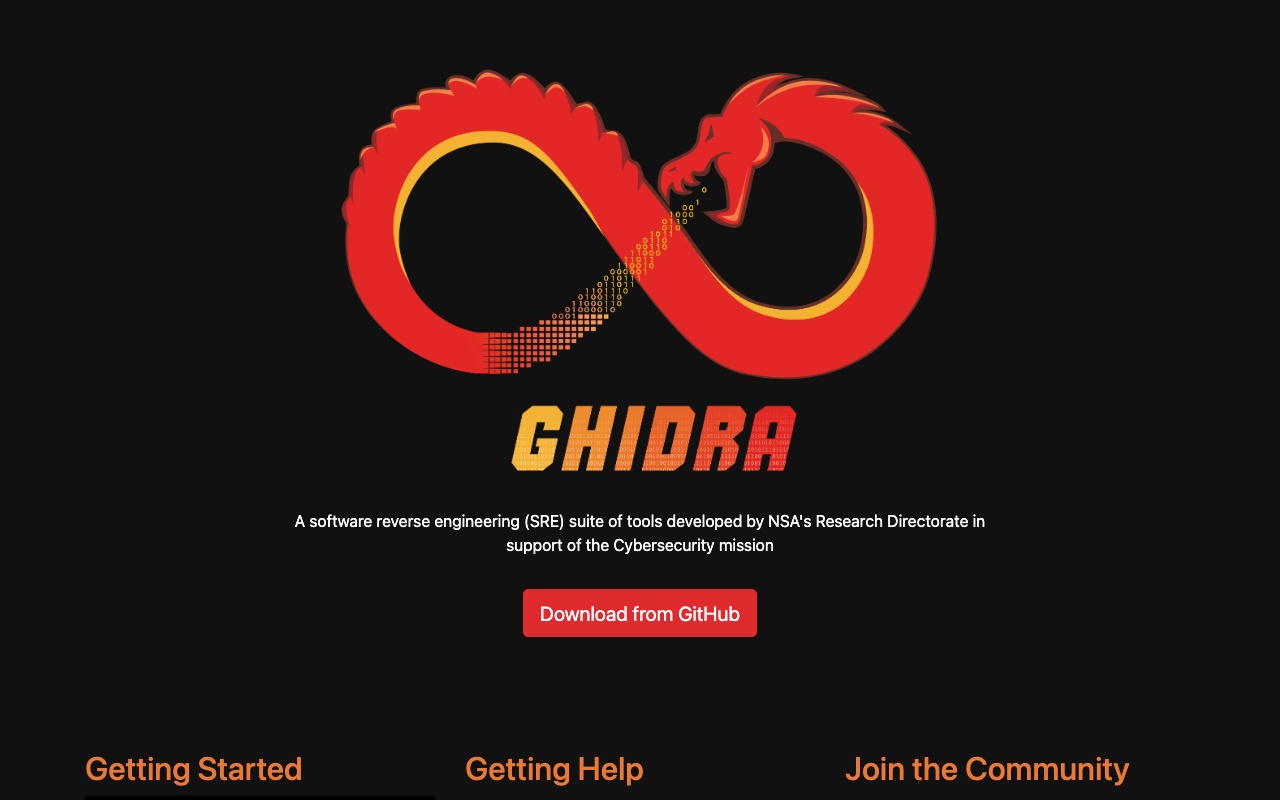 GHIDRA
A software reverse engineering (SRE) suite of tools developed by NSA's Research Directorate in
support of the Cybersecurity mission
Download from GitHub
Getting Started
Getting Help
Join the Community